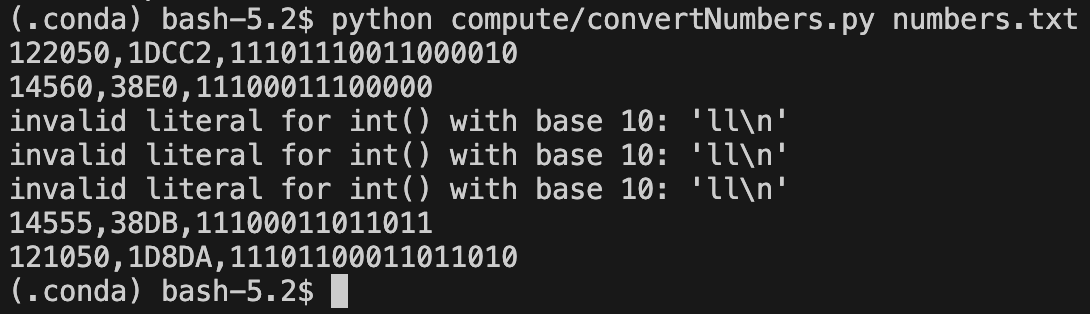 (.conda) bash-5.2$ python compute/convertNumbers.py numbers.txt
122050,1DCC2,11101110011000010
14560,38E0,11100011100000
invalid literal for int() with base 10: 'll\n'
invalid literal for int() with base 10: 'll\n'
invalid literal for int() with base 10: 'll\n'
14555,38DB,11100011011011
121050,1D8DA,11101100011011010
(.conda) bash-5.2$